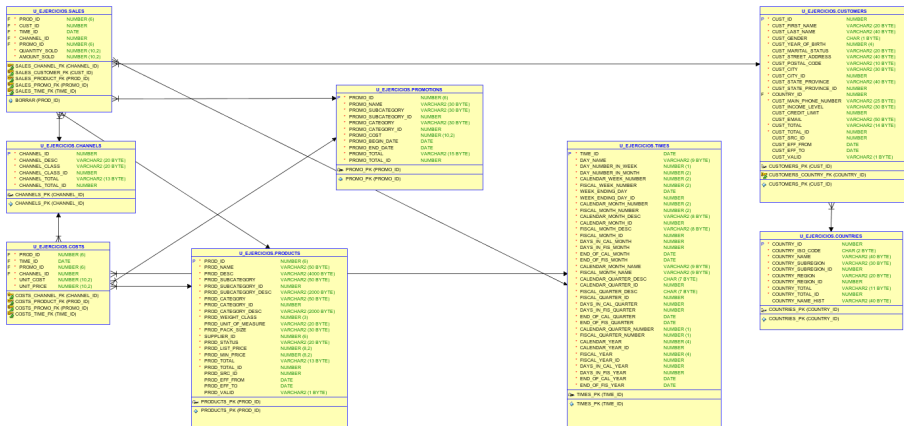 U_EJERCICIOS.SALES
F * PROD_ID NUMBER (6)
F * CUST_ID NUMBER
F * TIME_ID DATE
F * CHANNEL_ID NUMBER
F * PROMO_ID NUMBER (6)
* QUANTITY_SOLD NUMBER (10,2)
* AMOUNT_SOLD NUMBER (10,2)
SALES_CHANNEL_FK (CHANNEL_ID)
SALES_CUSTOMER_FK (CUST_ID)
SALES_PRODUCT_FK (PROD_ID)
SALES_PROMO_FK (PROMO_ID)
SALES_TIME_FK (TIME_ID)
BORRAR (PROD_ID)
U_EJERCICIOS.CHANNELS
P * CHANNEL_ID NUMBER
* CHANNEL_DESC VARCHAR2 (20 BYTE)
* CHANNEL_CLASS VARCHAR2 (20 BYTE)
* CHANNEL_CLASS_ID NUMBER
* CHANNEL_TOTAL VARCHAR2 (13 BYTE)
* CHANNEL_TOTAL_ID NUMBER
CHANNELS_PK (CHANNEL_ID)
CHANNELS_PK (CHANNEL_ID)
U_EJERCICIOS.COSTS
F * PROD_ID NUMBER (6)
F * TIME_ID DATE
F * PROMO_ID NUMBER (6)
F * CHANNEL_ID NUMBER
* UNIT_COST NUMBER (10,2)
* UNIT_PRICE NUMBER (10,2)
COSTS_CHANNEL_FK (CHANNEL_ID)
COSTS_PRODUCT_FK (PROD_ID)
COSTS_PROMO_FK (PROMO_ID)
COSTS_TIME_FK (TIME_ID)
U_EJERCICIOS.PROMOTIONS
P * PROMO_ID NUMBER (6)
* PROMO_NAME VARCHAR2 (30 BYTE)
* PROMO_SUBCATEGORY VARCHAR2 (30 BYTE)
* PROMO_SUBCATEGORY_ID NUMBER
* PROMO_CATEGORY VARCHAR2 (30 BYTE)
* PROMO_CATEGORY_ID NUMBER
* PROMO_COST NUMBER (10,2)
* PROMO_BEGIN_DATE DATE
* PROMO_END_DATE DATE
* PROMO_TOTAL VARCHAR2 (15 BYTE)
* PROMO_TOTAL_ID NUMBER
PROMO_PK (PROMO_ID)
PROMO_PK (PROMO_ID)
U_EJERCICIOS.PRODUCTS
P * PROD_ID NUMBER (6)
* PROD_NAME VARCHAR2 (50 BYTE)
* PROD_DESC VARCHAR2 (4000 BYTE)
* PROD_SUBCATEGORY VARCHAR2 (50 BYTE)
* PROD_SUBCATEGORY_ID NUMBER
* PROD_SUBCATEGORY_DESC VARCHAR2 (2000 BYTE)
* PROD_CATEGORY VARCHAR2 (50 BYTE)
* PROD_CATEGORY_ID NUMBER
* PROD_CATEGORY_DESC VARCHAR2 (2000 BYTE)
* PROD_WEIGHT_CLASS NUMBER (3)
PROD_UNIT_OF_MEASURE VARCHAR2 (20 BYTE)
* PROD_PACK_SIZE VARCHAR2 (30 BYTE)
* SUPPLIER_ID NUMBER (6)
* PROD_STATUS VARCHAR2 (20 BYTE)
* PROD_LIST_PRICE NUMBER (8,2)
* PROD_MIN_PRICE NUMBER (8,2)
* PROD_TOTAL VARCHAR2 (13 BYTE)
* PROD_TOTAL_ID NUMBER
PROD_SRC_ID NUMBER
PROD_EFF_FROM DATE
PROD_EFF_TO DATE
PROD_VALID VARCHAR2 (1 BYTE)
PRODUCTS_PK (PROD_ID)
PRODUCTS_PK (PROD_ID)
U_EJERCICIOS.TIMES
P * TIME_ID DATE
* DAY_NAME VARCHAR2 (9 BYTE)
* DAY_NUMBER_IN_WEEK NUMBER (1)
* DAY_NUMBER_IN_MONTH NUMBER (2)
* CALENDAR_WEEK_NUMBER NUMBER (2)
* FISCAL_WEEK_NUMBER NUMBER (2)
* WEEK_ENDING_DAY DATE
* WEEK_ENDING_DAY_ID NUMBER
* CALENDAR_MONTH_NUMBER NUMBER (2)
* FISCAL_MONTH_NUMBER NUMBER (2)
* CALENDAR_MONTH_DESC VARCHAR2 (8 BYTE)
* CALENDAR_MONTH_ID NUMBER
* FISCAL_MONTH_DESC VARCHAR2 (8 BYTE)
* FISCAL_MONTH_ID NUMBER
* DAYS_IN_CAL_MONTH NUMBER
* DAYS_IN_FIS_MONTH NUMBER
* END_OF_CAL_MONTH DATE
* END_OF_FIS_MONTH DATE
* CALENDAR_MONTH_NAME VARCHAR2 (9 BYTE)
* FISCAL_MONTH_NAME VARCHAR2 (9 BYTE)
* CALENDAR_QUARTER_DESC CHAR (7 BYTE)
* CALENDAR_QUARTER_ID NUMBER
* FISCAL_QUARTER_DESC CHAR (7 BYTE)
* FISCAL_QUARTER_ID NUMBER
* DAYS_IN_CAL_QUARTER NUMBER
* DAYS_IN_FIS_QUARTER NUMBER
* END_OF_CAL_QUARTER DATE
* END_OF_FIS_QUARTER DATE
* CALENDAR_QUARTER_NUMBER NUMBER (1)
* FISCAL_QUARTER_NUMBER NUMBER (1)
* CALENDAR_YEAR NUMBER (4)
* CALENDAR_YEAR_ID NUMBER
* FISCAL_YEAR NUMBER (4)
* FISCAL_YEAR_ID NUMBER
* DAYS_IN_CAL_YEAR NUMBER
* DAYS_IN_FIS_YEAR NUMBER
* END_OF_CAL_YEAR DATE
* END_OF_FIS_YEAR DATE
TIMES_PK (TIME_ID)
TIMES_PK (TIME_ID)
U_EJERCICIOS.CUSTOMERS
P * CUST_ID NUMBER
* CUST_FIRST_NAME VARCHAR2 (20 BYTE)
* CUST_LAST_NAME VARCHAR2 (40 BYTE)
* CUST_GENDER CHAR (1 BYTE)
* CUST_YEAR_OF_BIRTH NUMBER (4)
CUST_MARITAL_STATUS VARCHAR2 (20 BYTE)
* CUST_STREET_ADDRESS VARCHAR2 (40 BYTE)
* CUST_POSTAL_CODE VARCHAR2 (10 BYTE)
* CUST_CITY VARCHAR2 (30 BYTE)
* CUST_CITY_ID NUMBER
* CUST_STATE_PROVINCE VARCHAR2 (40 BYTE)
* CUST_STATE_PROVINCE_ID NUMBER
F * COUNTRY_ID NUMBER
* CUST_MAIN_PHONE_NUMBER VARCHAR2 (25 BYTE)
CUST_INCOME_LEVEL VARCHAR2 (30 BYTE)
CUST_CREDIT_LIMIT NUMBER
CUST_EMAIL VARCHAR2 (50 BYTE)
* CUST_TOTAL VARCHAR2 (14 BYTE)
* CUST_TOTAL_ID NUMBER
CUST_SRC_ID NUMBER
CUST_EFF_FROM DATE
CUST_EFF_TO DATE
CUST_VALID VARCHAR2 (1 BYTE)
CUSTOMERS_PK (CUST_ID)
CUSTOMERS_COUNTRY_FK (COUNTRY_ID)
CUSTOMERS_PK (CUST_ID)
U_EJERCICIOS.COUNTRIES
P * COUNTRY_ID NUMBER
* COUNTRY_ISO_CODE CHAR (2 BYTE)
* COUNTRY_NAME VARCHAR2 (40 BYTE)
* COUNTRY_SUBREGION VARCHAR2 (30 BYTE)
* COUNTRY_SUBREGION_ID NUMBER
* COUNTRY_REGION VARCHAR2 (20 BYTE)
* COUNTRY_REGION_ID NUMBER
* COUNTRY_TOTAL VARCHAR2 (11 BYTE)
* COUNTRY_TOTAL_ID NUMBER
COUNTRY_NAME_HIST VARCHAR2 (40 BYTE)
COUNTRIES_PK (COUNTRY_ID)
COUNTRIES_PK (COUNTRY_ID)